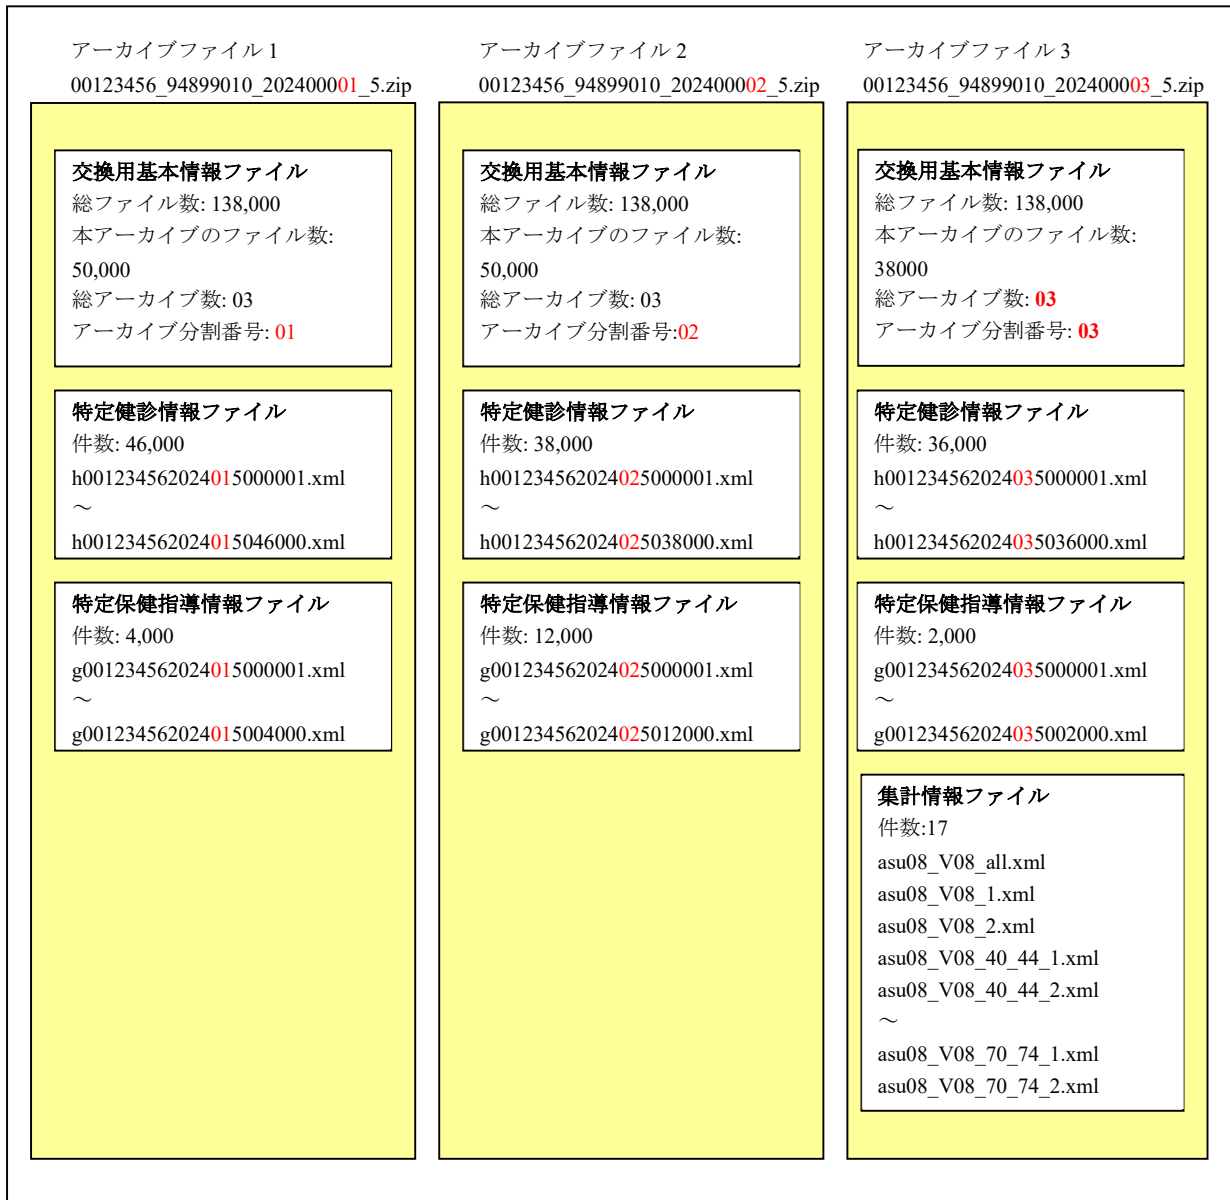 アーカイブファイル 1
00123456_94899010_202400001_5.zip
交換用基本情報ファイル
総ファイル数: 138,000
本アーカイブのファイル数:
50,000
総アーカイブ数: 03
アーカイブ分割番号: 01
特定健診情報ファイル
件数: 46,000
h001234562024015000001.xml
～
h001234562024015046000.xml
特定保健指導情報ファイル
件数: 4,000
g001234562024015000001.xml
～
g001234562024015004000.xml
アーカイブファイル 2
00123456_94899010_202400002_5.zip
交換用基本情報ファイル
総ファイル数: 138,000
本アーカイブのファイル数:
50,000
総アーカイブ数: 03
アーカイブ分割番号:02
特定健診情報ファイル
件数: 38,000
h001234562024025000001.xml
～
h001234562024025038000.xml
特定保健指導情報ファイル
件数: 12,000
g001234562024025000001.xml
～
g001234562024025012000.xml
アーカイブファイル 3
00123456_94899010_202400003_5.zip
交換用基本情報ファイル
総ファイル数: 138,000
本アーカイブのファイル数:
38000
総アーカイブ数: 03
アーカイブ分割番号: 03
特定健診情報ファイル
件数: 36,000
h001234562024035000001.xml
～
h001234562024035036000.xml
特定保健指導情報ファイル
件数: 2,000
g001234562024035000001.xml
～
g001234562024035002000.xml
集計情報ファイル
件数:17
asu08_V08_all.xml
asu08_V08_1.xml
asu08_V08_2.xml
asu08_V08_40_44_1.xml
asu08_V08_40_44_2.xml
～
asu08_V08_70_74_1.xml
asu08_V08_70_74_2.xml